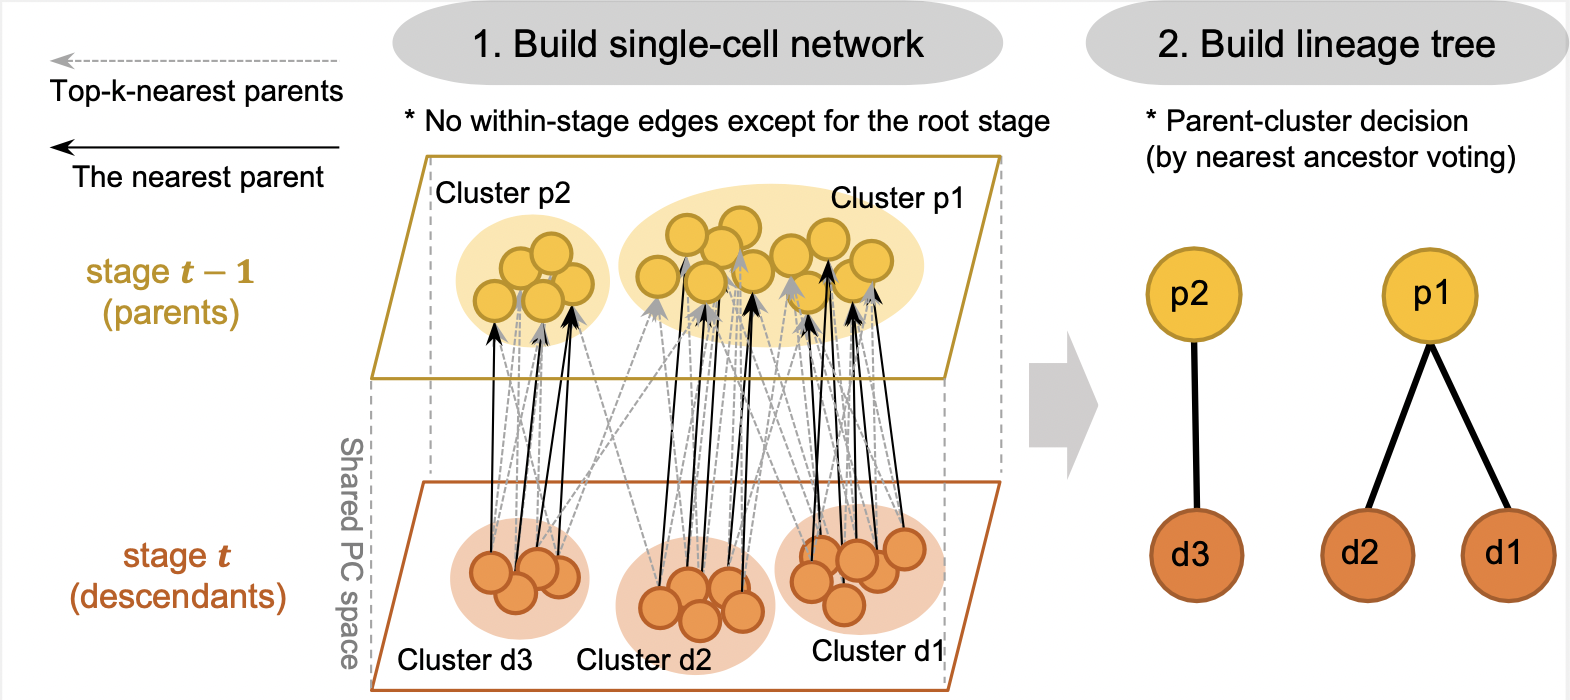 1. Build single-cell network
2. Build lineage tree
Top-k-nearest parents
The nearest parent
* No within-stage edges except for the root stage
* Parent-cluster decision
(by nearest ancestor voting)
Cluster p2
Cluster p1
stage t − 1
(parents)
p2
p1
Shared PC space
stage t
(descendants)
d3
d2
d1
Cluster d3
Cluster d2
Cluster d1